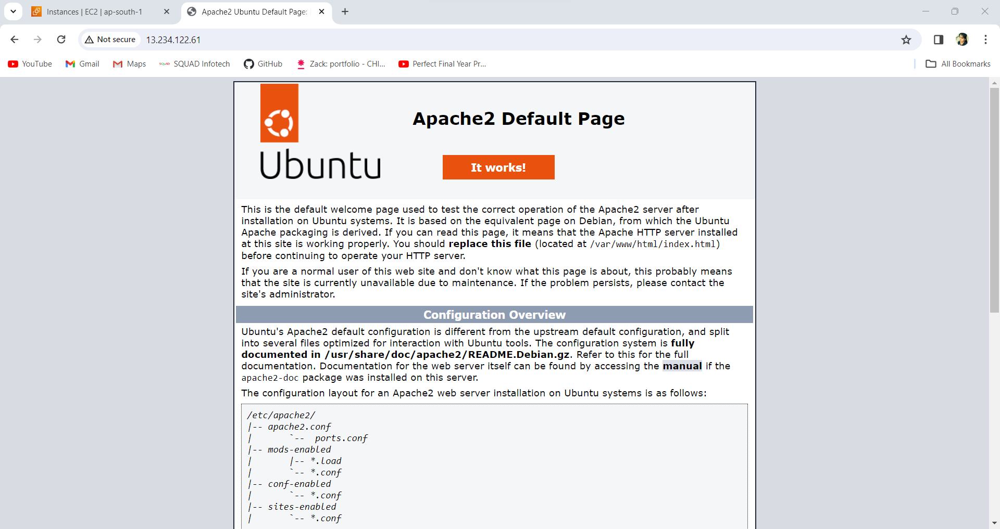 Instances | EC2 | ap-south-1
Apache2 Ubuntu Default Page:
Not secure
13.234.122.61
YouTube
Gmail
Maps
SQUAD Infotech
GitHub
Zack: portfolio - CHI...
Perfect Final Year Pr...
All Bookmarks
Ubuntu
Apache2 Default Page
It works!
This is the default welcome page used to test the correct operation of the Apache2 server after
installation on Ubuntu systems. It is based on the equivalent page on Debian, from which the Ubuntu
Apache packaging is derived. If you can read this page, it means that the Apache HTTP server installed
at this site is working properly. You should replace this file (located at /var/www/html/index.html)
before continuing to operate your HTTP server.
If you are a normal user of this web site and don't know what this page is about, this probably means
that the site is currently unavailable due to maintenance. If the problem persists, please contact the
site's administrator.
Configuration Overview
Ubuntu's Apache2 default configuration is different from the upstream default configuration, and split
into several files optimized for interaction with Ubuntu tools. The configuration system is fully
documented in /usr/share/doc/apache2/README.Debian.gz. Refer to this for the full
documentation. Documentation for the web server itself can be found by accessing the manual if the
apache2-doc package was installed on this server.
The configuration layout for an Apache2 web server installation on Ubuntu systems is as follows:
/etc/apache2/
|-- apache2.conf
|       `--  ports.conf
|-- mods-enabled
|       |-- *.load
|       `-- *.conf
|-- conf-enabled
|       `-- *.conf
|-- sites-enabled
|       `-- *.conf